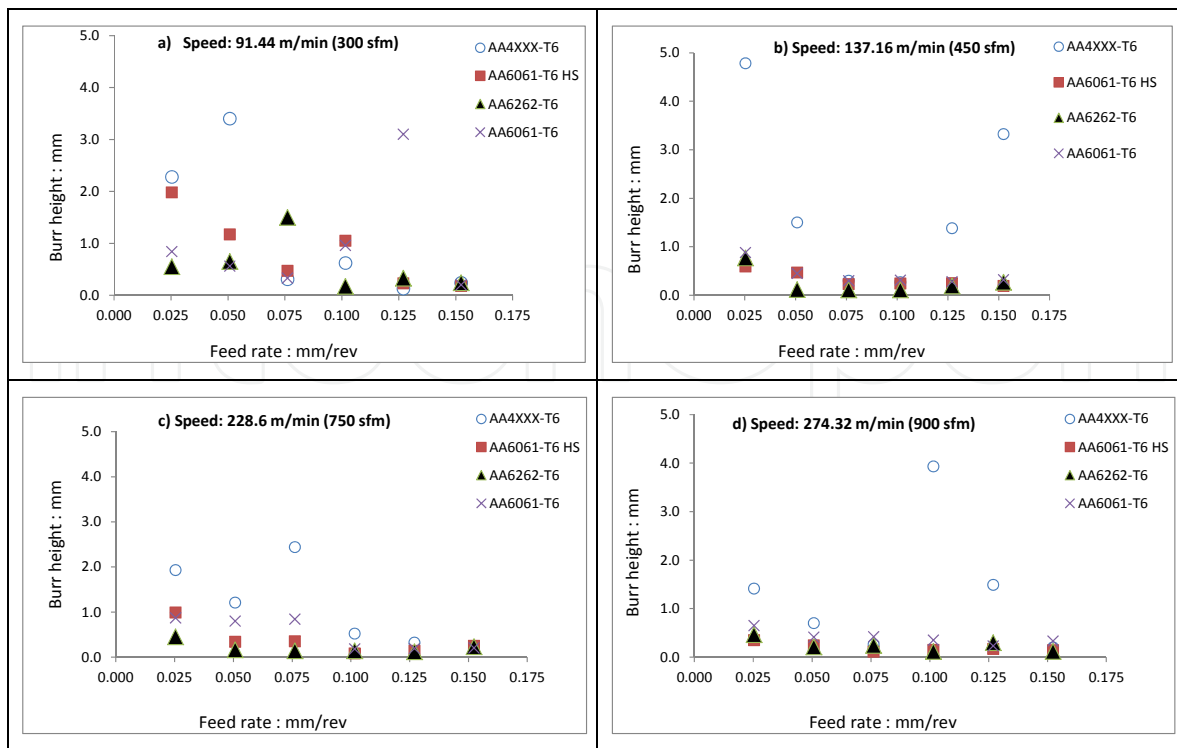 a) Speed: 91.44 m/min (300 sfm)
AA4XXX-T6
AA6061-T6 HS
AA6262-T6
AA6061-T6
Burr height : mm
5.0
4.0
3.0
2.0
1.0
0.0
0.000 0.025 0.050 0.075 0.100 0.125 0.150 0.175
Feed rate : mm/rev
b) Speed: 137.16 m/min (450 sfm)
AA4XXX-T6
AA6061-T6 HS
AA6262-T6
AA6061-T6
Burr height : mm
5.0
4.0
3.0
2.0
1.0
0.0
0.000 0.025 0.050 0.075 0.100 0.125 0.150 0.175
Feed rate : mm/rev
c) Speed: 228.6 m/min (750 sfm)
AA4XXX-T6
AA6061-T6 HS
AA6262-T6
AA6061-T6
Burr height : mm
5.0
4.0
3.0
2.0
1.0
0.0
0.000 0.025 0.050 0.075 0.100 0.125 0.150 0.175
Feed rate : mm/rev
d) Speed: 274.32 m/min (900 sfm)
AA4XXX-T6
AA6061-T6 HS
AA6262-T6
AA6061-T6
Burr height : mm
5.0
4.0
3.0
2.0
1.0
0.0
0.000 0.025 0.050 0.075 0.100 0.125 0.150 0.175
Feed rate : mm/rev